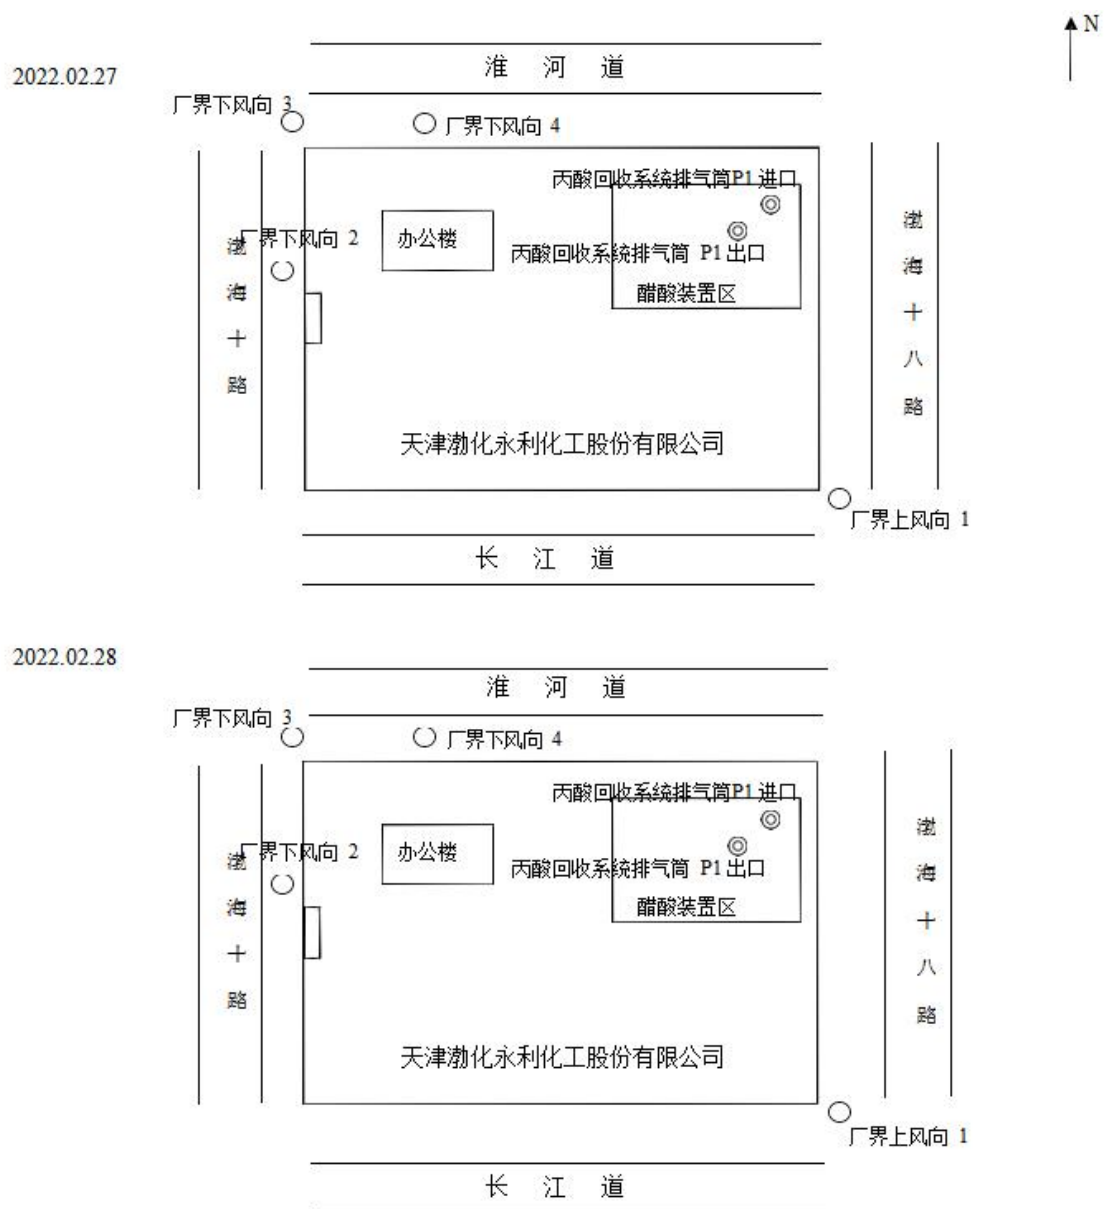 N
2022.02.27
淮河道
厂界下风向 3
厂界下风向 4
丙酸回收系统排气筒P1 进口
厂界下风向 2
办公楼
丙酸回收系统排气筒 P1 出口
醋酸装置区
渤海十路
渤海十八路
天津渤化永利化工股份有限公司
厂界上风向 1
长江道
2022.02.28
淮河道
厂界下风向 3
厂界下风向 4
丙酸回收系统排气筒P1 进口
厂界下风向 2
办公楼
丙酸回收系统排气筒 P1 出口
醋酸装置区
渤海十路
渤海十八路
天津渤化永利化工股份有限公司
厂界上风向 1
长江道